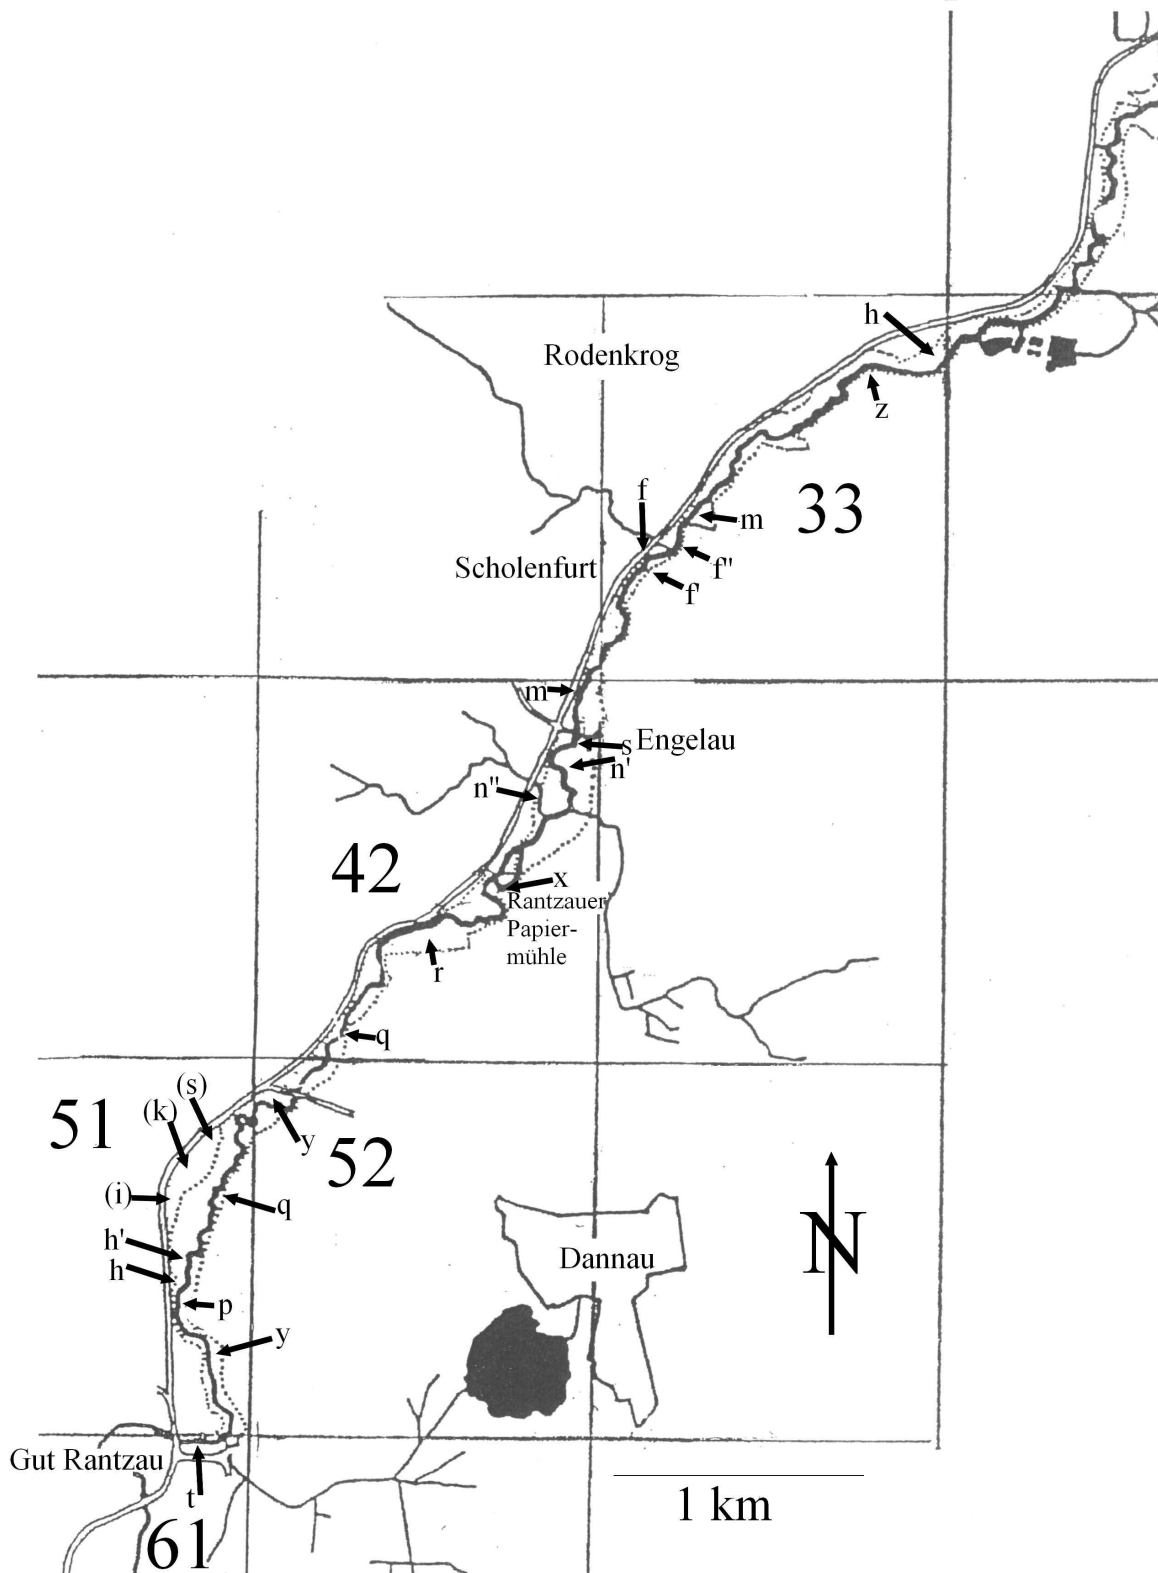 h
Rodenkrog
z
f
33
m
Scholenfurt
f''
f'
m
s Engelau
n'
n''
42
x
Rantzauer
Papier-
mühle
r
q
(s)
(k)
51
y
52
(i)
q
h'
h
N
Dannau
p
y
Gut Rantzau
t
1 km
61